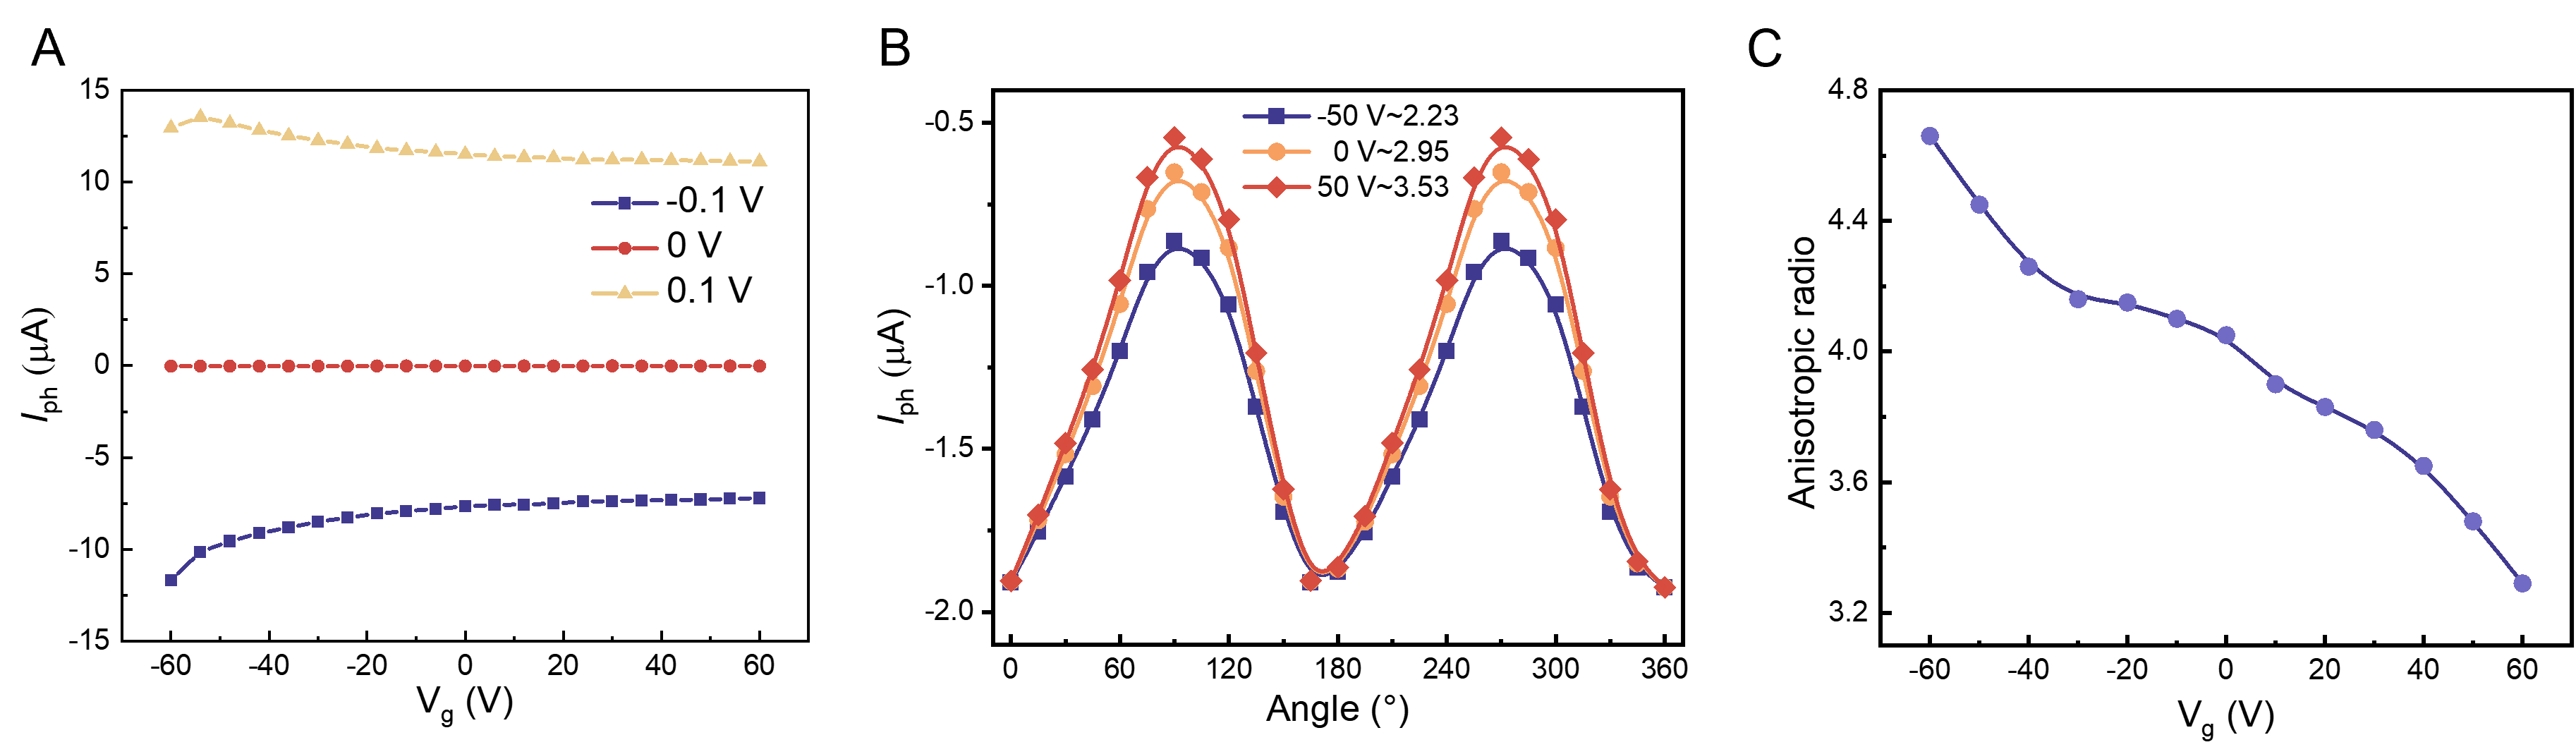 A
15
10
5
0
-5
-10
-15
-60
-40
-20
0
20
40
60
Iph (μA)
Vg (V)
-0.1 V
0 V
0.1 V
B
-0.5
-1.0
-1.5
-2.0
0
60
120
180
240
300
360
Iph (μA)
Angle (°)
-50 V~2.23
0 V~2.95
50 V~3.53
C
4.8
4.4
4.0
3.6
3.2
-60
-40
-20
0
20
40
60
Anisotropic radio
Vg (V)